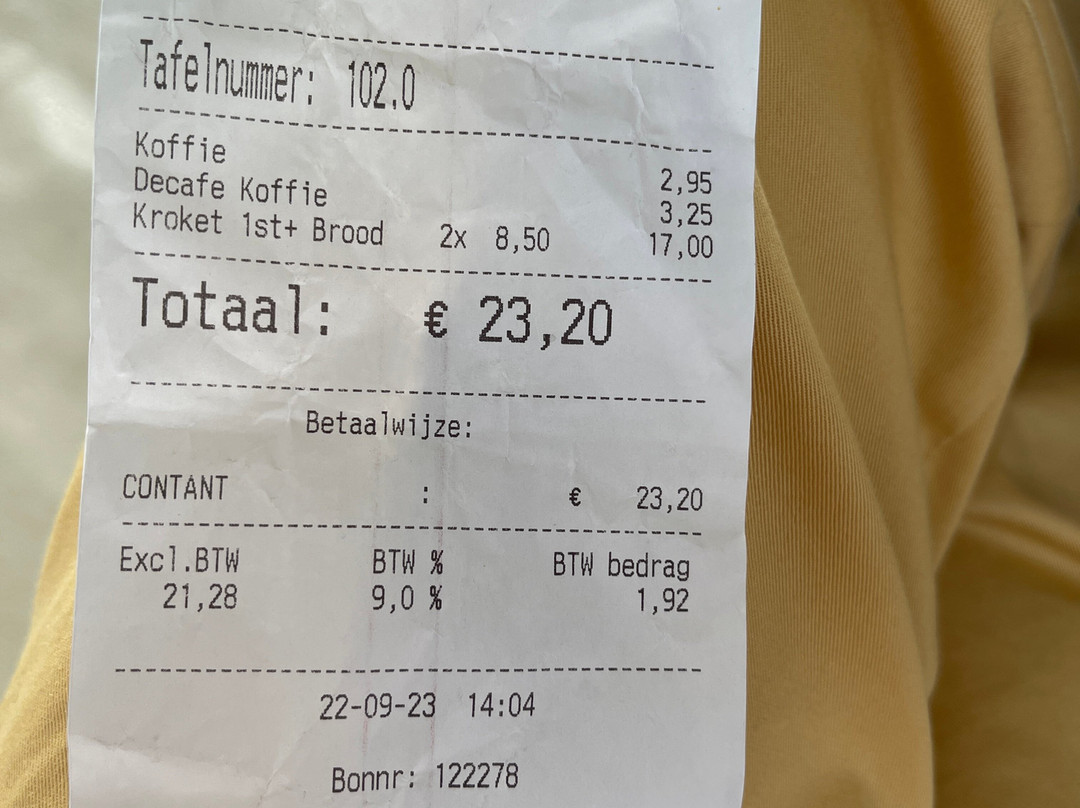 Tafelnummer: 102.0
Koffie 2,95
Decafe Koffie 3,25
Kroket 1st+ Brood 2x 8,50 17,00
Totaal: € 23,20
Betaalwijze:
CONTANT : € 23,20
Excl.BTW BTW % BTW bedrag
21,28 9,0 % 1,92
22-09-23 14:04
Bonnr: 122278